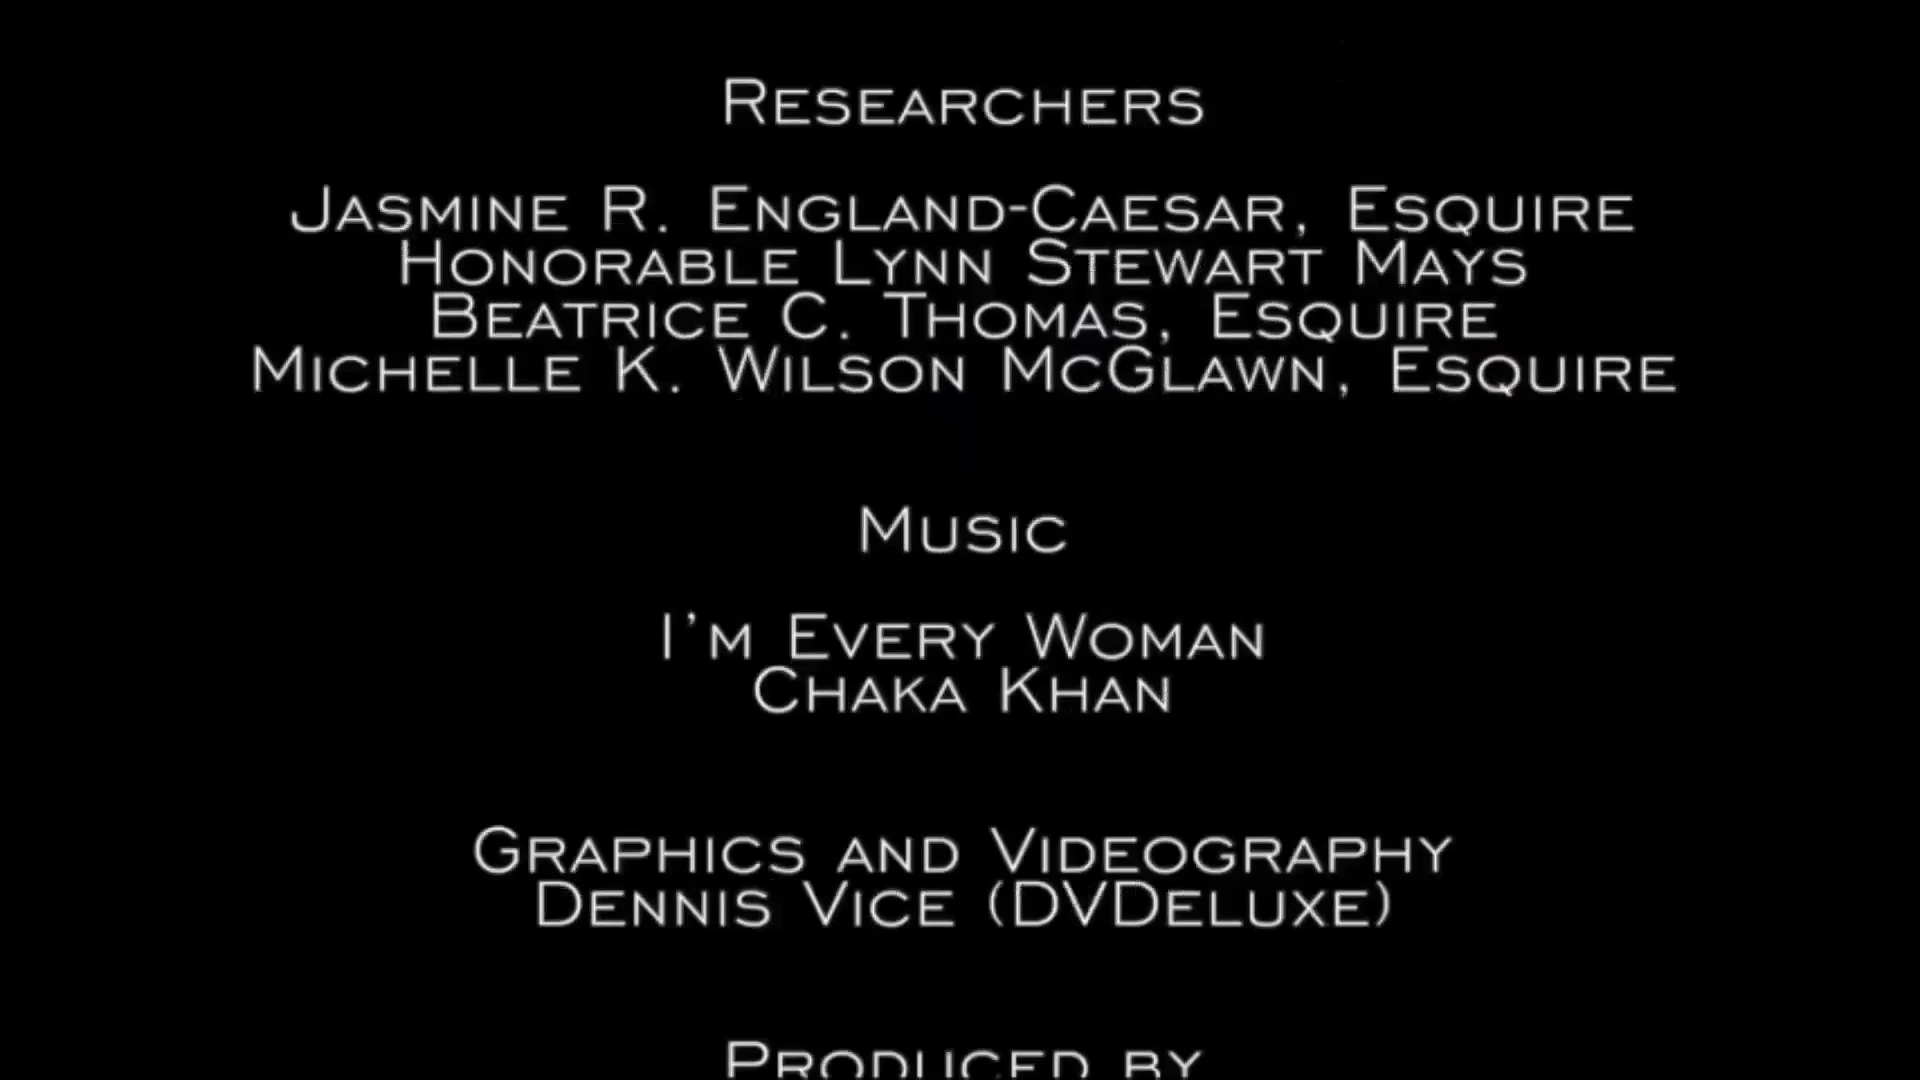 Researchers
Jasmine R. England-Caesar, Esquire
Honorable Lynn Stewart Mays
Beatrice C. Thomas, Esquire
Michelle K. Wilson McGlawn, Esquire
Music
I'm Every Woman
Chaka Khan
Graphics and Videography
Dennis Vice (DVDeluxe)
Produced by